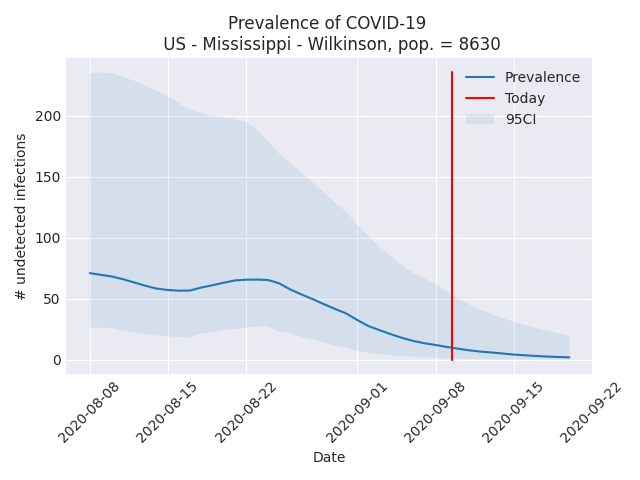 Prevalence of COVID-19
US - Mississippi - Wilkinson, pop. = 8630
Prevalence
Today
95CI
200
150
100
50
0
# undetected infections
2020-08-08
2020-08-15
2020-08-22
2020-09-01
2020-09-08
2020-09-15
2020-09-22
Date